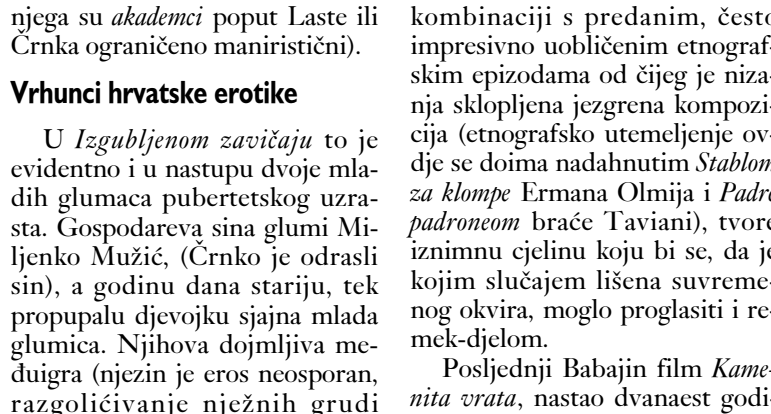 njega su akademci poput Laste ili
Črnka ograničeno maniristični).
Vrhunci hrvatske erotike
U Izgubljenom zavičaju to je
evidentno i u nastupu dvoje mla-
dih glumaca pubertetskog uzra-
sta. Gospodareva sina glumi Mi-
ljenko Mužić, (Črnko je odrasli
sin), a godinu dana stariju, tek
propupalu djevojku sjajna mlada
glumica. Njihova dojmljiva me-
đuigra (njezin je eros neosporan,
razgolićivanje nježnih grudi
kombinaciji s predanim, često
impresivno uobličenim etnograf-
skim epizodama od čijeg je niza-
nja sklopljena jezgrena kompozi-
cija (etnografsko utemeljenje ov-
dje se doima nadahnutim Stablom
za klompe Ermana Olmija i Padre
padroneom braće Taviani), tvore
iznimnu cjelinu koju bi se, da je
kojim slučajem lišena suvreme-
nog okvira, moglo proglasiti i re-
mek-djelom.
Posljednji Babajin film Kame-
nita vrata, nastao dvanaest godi-